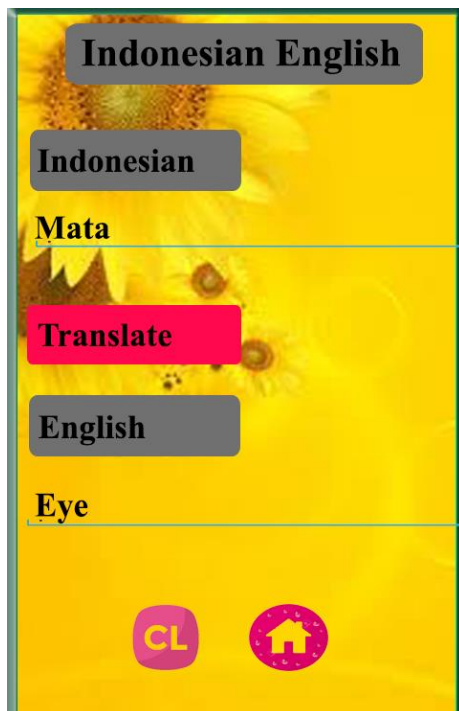 Indonesian English
Indonesian
Mata
Translate
English
Eye
CL